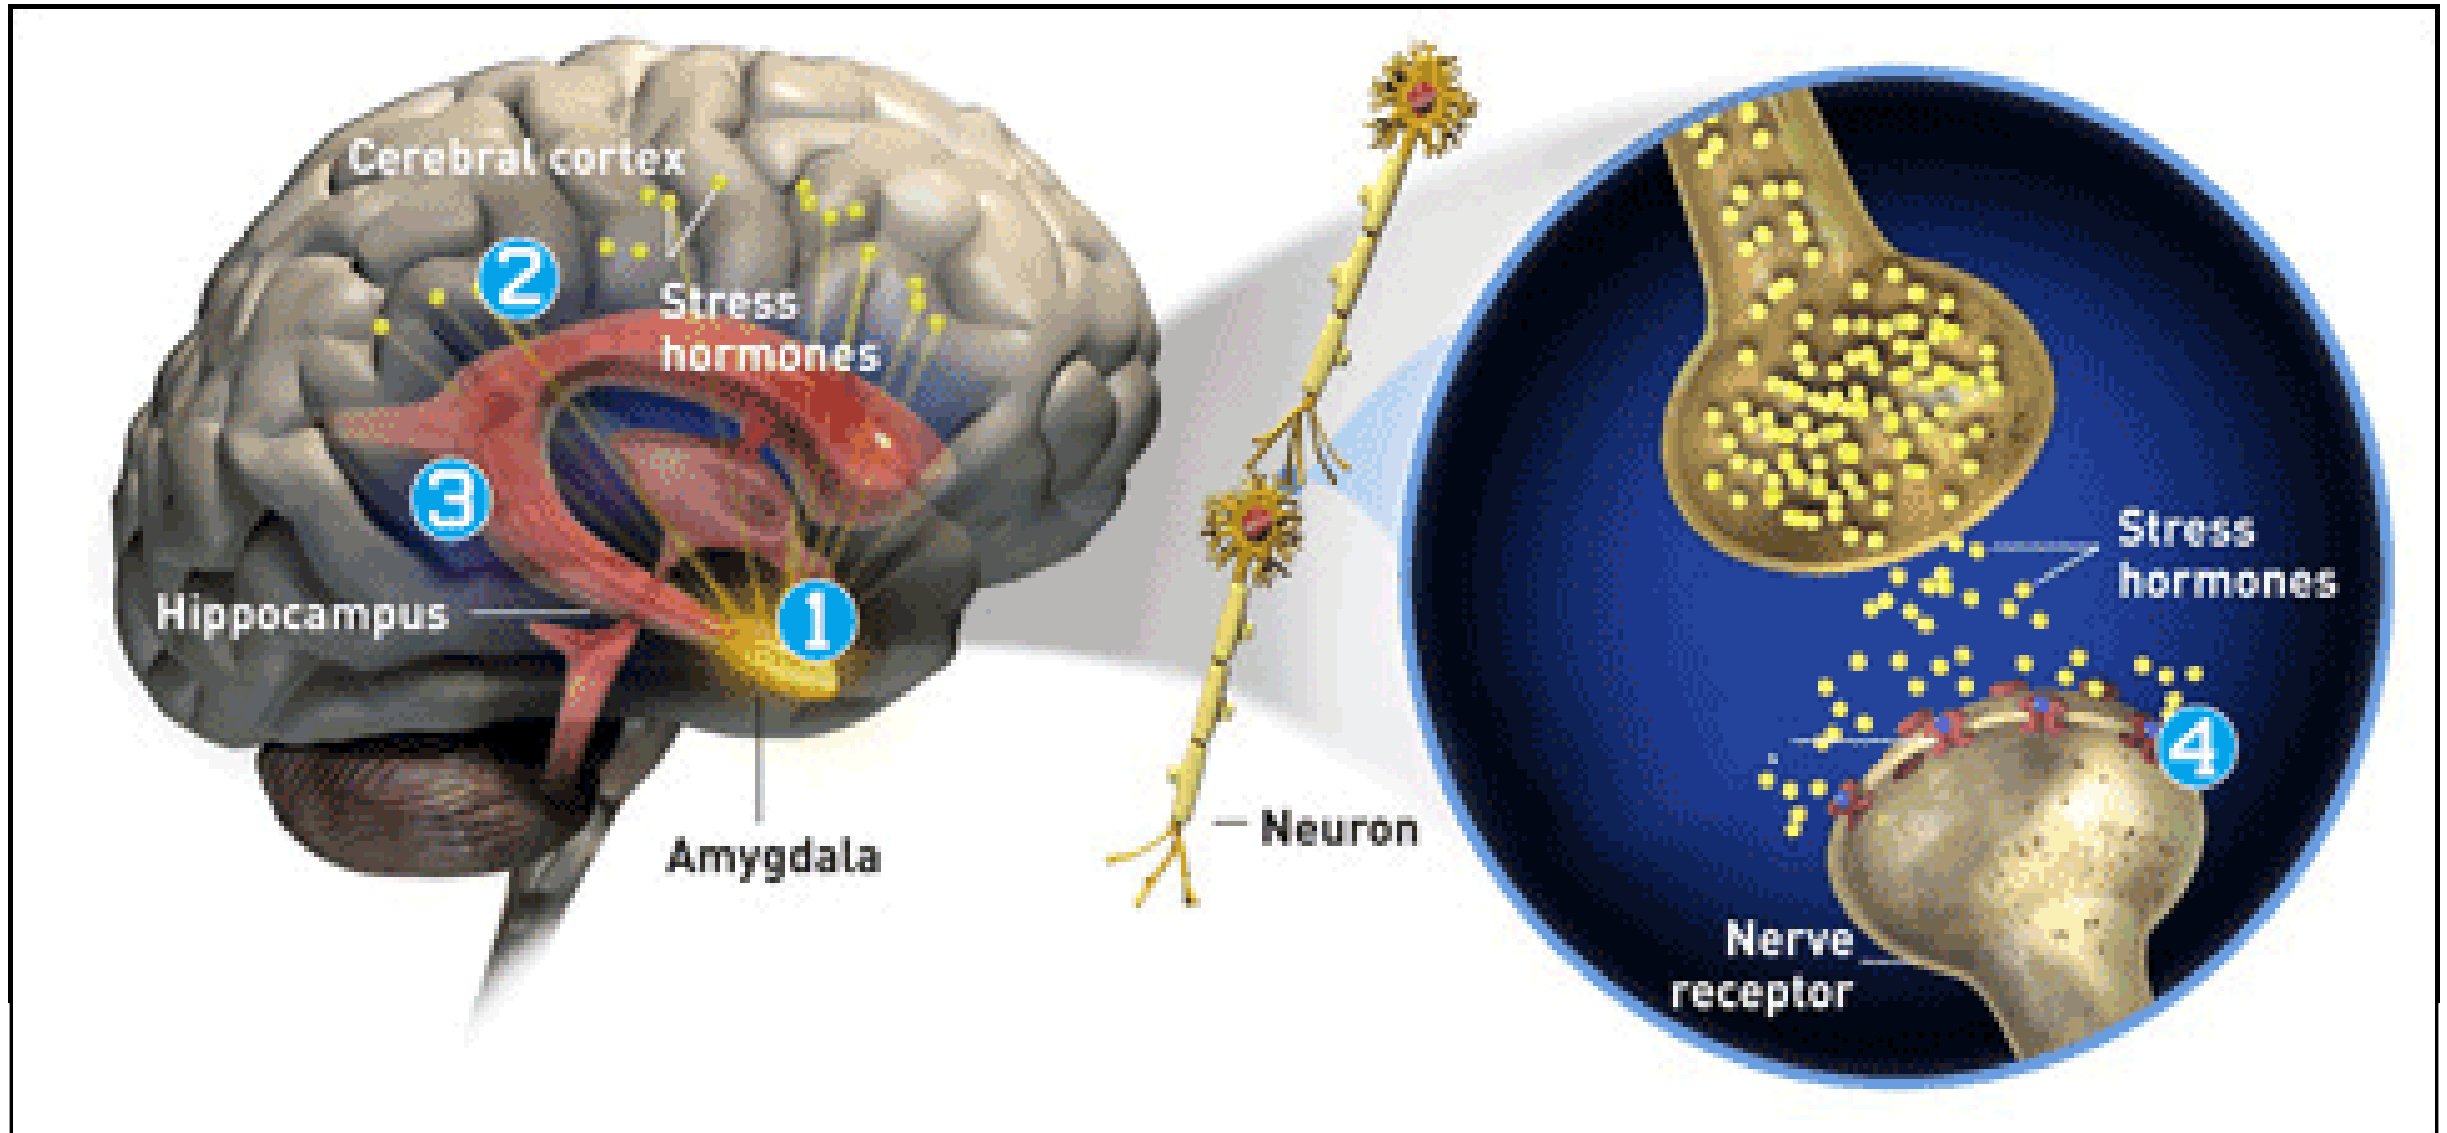 Cerebral cortex
2
Stress
hormones
3
Hippocampus
1
Amygdala
Neuron
Stress
hormones
4
Nerve
receptor